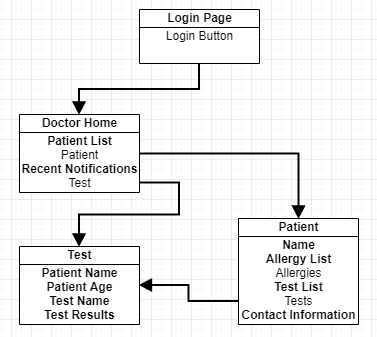 Login Page
Login Button
Doctor Home
Patient List
Patient
Recent Notifications
Test
Patient
Name
Allergy List
Allergies
Test List
Tests
Contact Information
Test
Patient Name
Patient Age
Test Name
Test Results